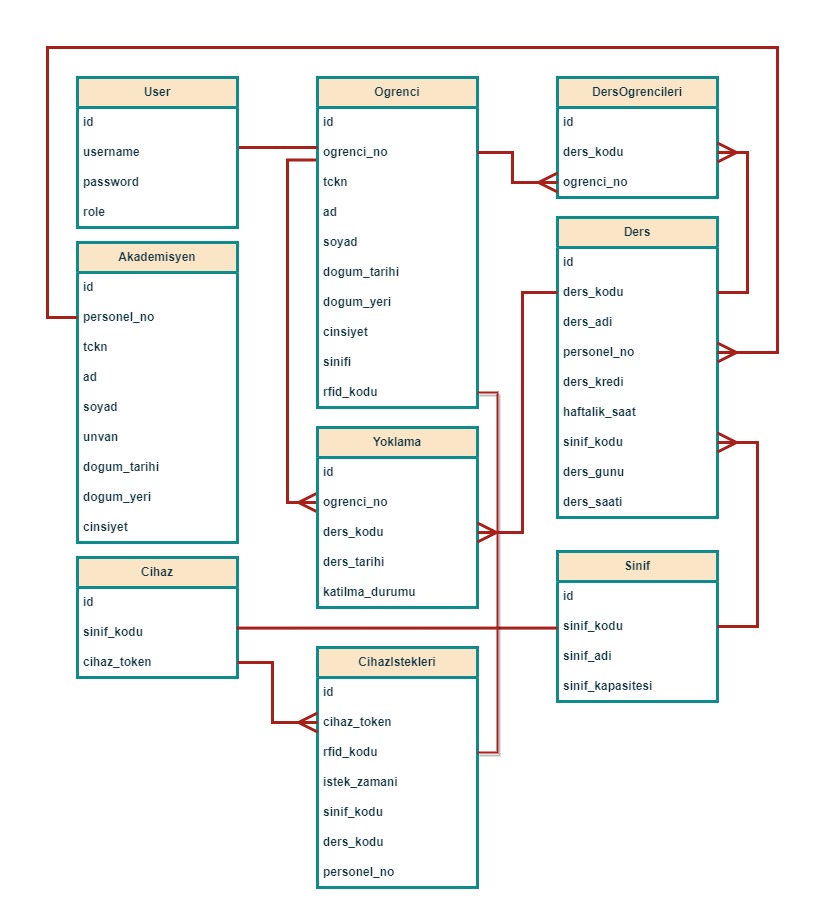 User
id
username
password
role
Akademisyen
id
personel_no
tckn
ad
soyad
unvan
dogum_tarihi
dogum_yeri
cinsiyet
Cihaz
id
sinif_kodu
cihaz_token
Ogrenci
id
ogrenci_no
tckn
ad
soyad
dogum_tarihi
dogum_yeri
cinsiyet
sinifi
rfid_kodu
Yoklama
id
ogrenci_no
ders_kodu
ders_tarihi
katilma_durumu
CihazIstekleri
id
cihaz_token
rfid_kodu
istek_zamani
sinif_kodu
ders_kodu
personel_no
DersOgrencileri
id
ders_kodu
ogrenci_no
Ders
id
ders_kodu
ders_adi
personel_no
ders_kredi
haftalik_saat
sinif_kodu
ders_gunu
ders_saati
Sinif
id
sinif_kodu
sinif_adi
sinif_kapasitesi